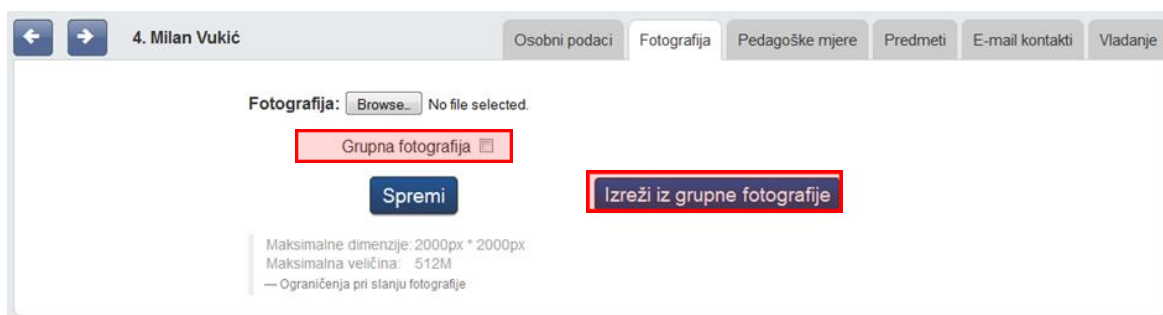 4. Milan Vukić
Osobni podaci
Fotografija
Pedagoške mjere
Predmeti
E-mail kontakti
Vladanje
Fotografija: Browse_ No file selected.
Grupna fotografija
Spremi
Izreži iz grupne fotografije
Maksimalne dimenzije: 2000px * 2000px
Maksimalna veličina: 512M
— Ograničenja pri slanju fotografije